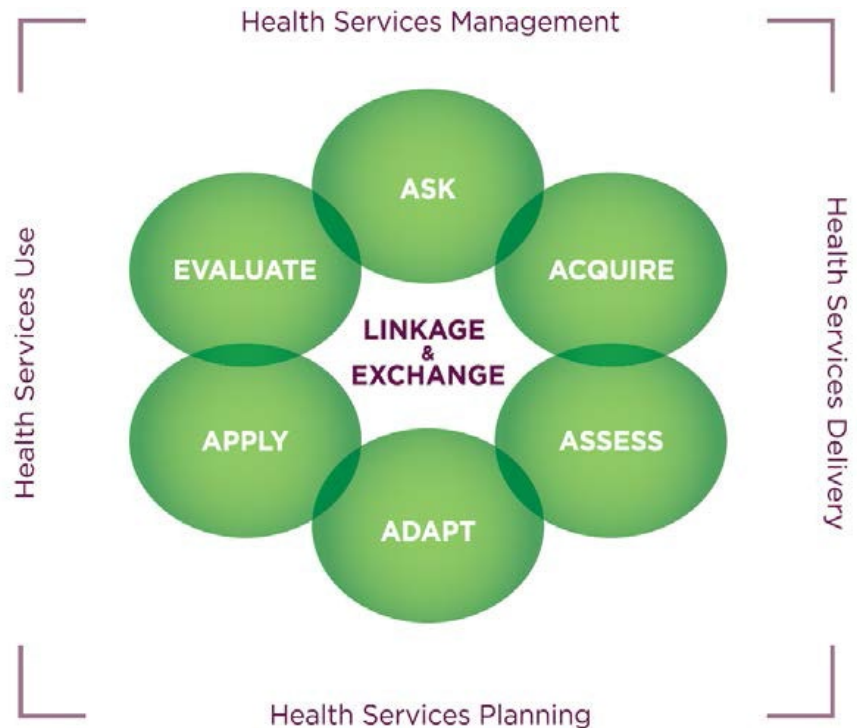 Health Services Management
ASK
EVALUATE
ACQUIRE
LINKAGE
&
EXCHANGE
APPLY
ASSESS
ADAPT
Health Services Use
Health Services Delivery
Health Services Planning